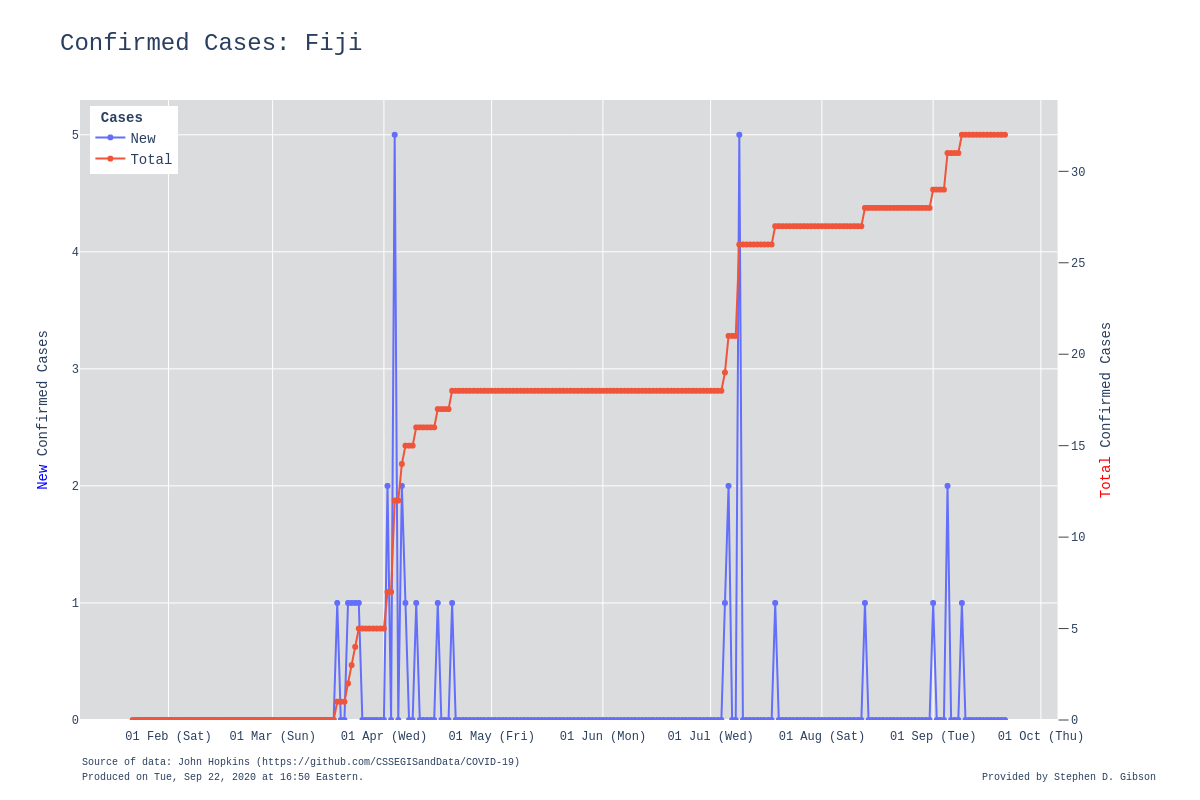 Confirmed Cases: Fiji
Cases
New
Total
5
4
3
2
1
0
30
25
20
15
10
5
0
New Confirmed Cases
Total Confirmed Cases
01 Feb (Sat) 01 Mar (Sun) 01 Apr (Wed) 01 May (Fri) 01 Jun (Mon) 01 Jul (Wed) 01 Aug (Sat) 01 Sep (Tue) 01 Oct (Thu)
Source of data: John Hopkins (https://github.com/CSSEGISandData/COVID-19)
Produced on Tue, Sep 22, 2020 at 16:50 Eastern.
Provided by Stephen D. Gibson